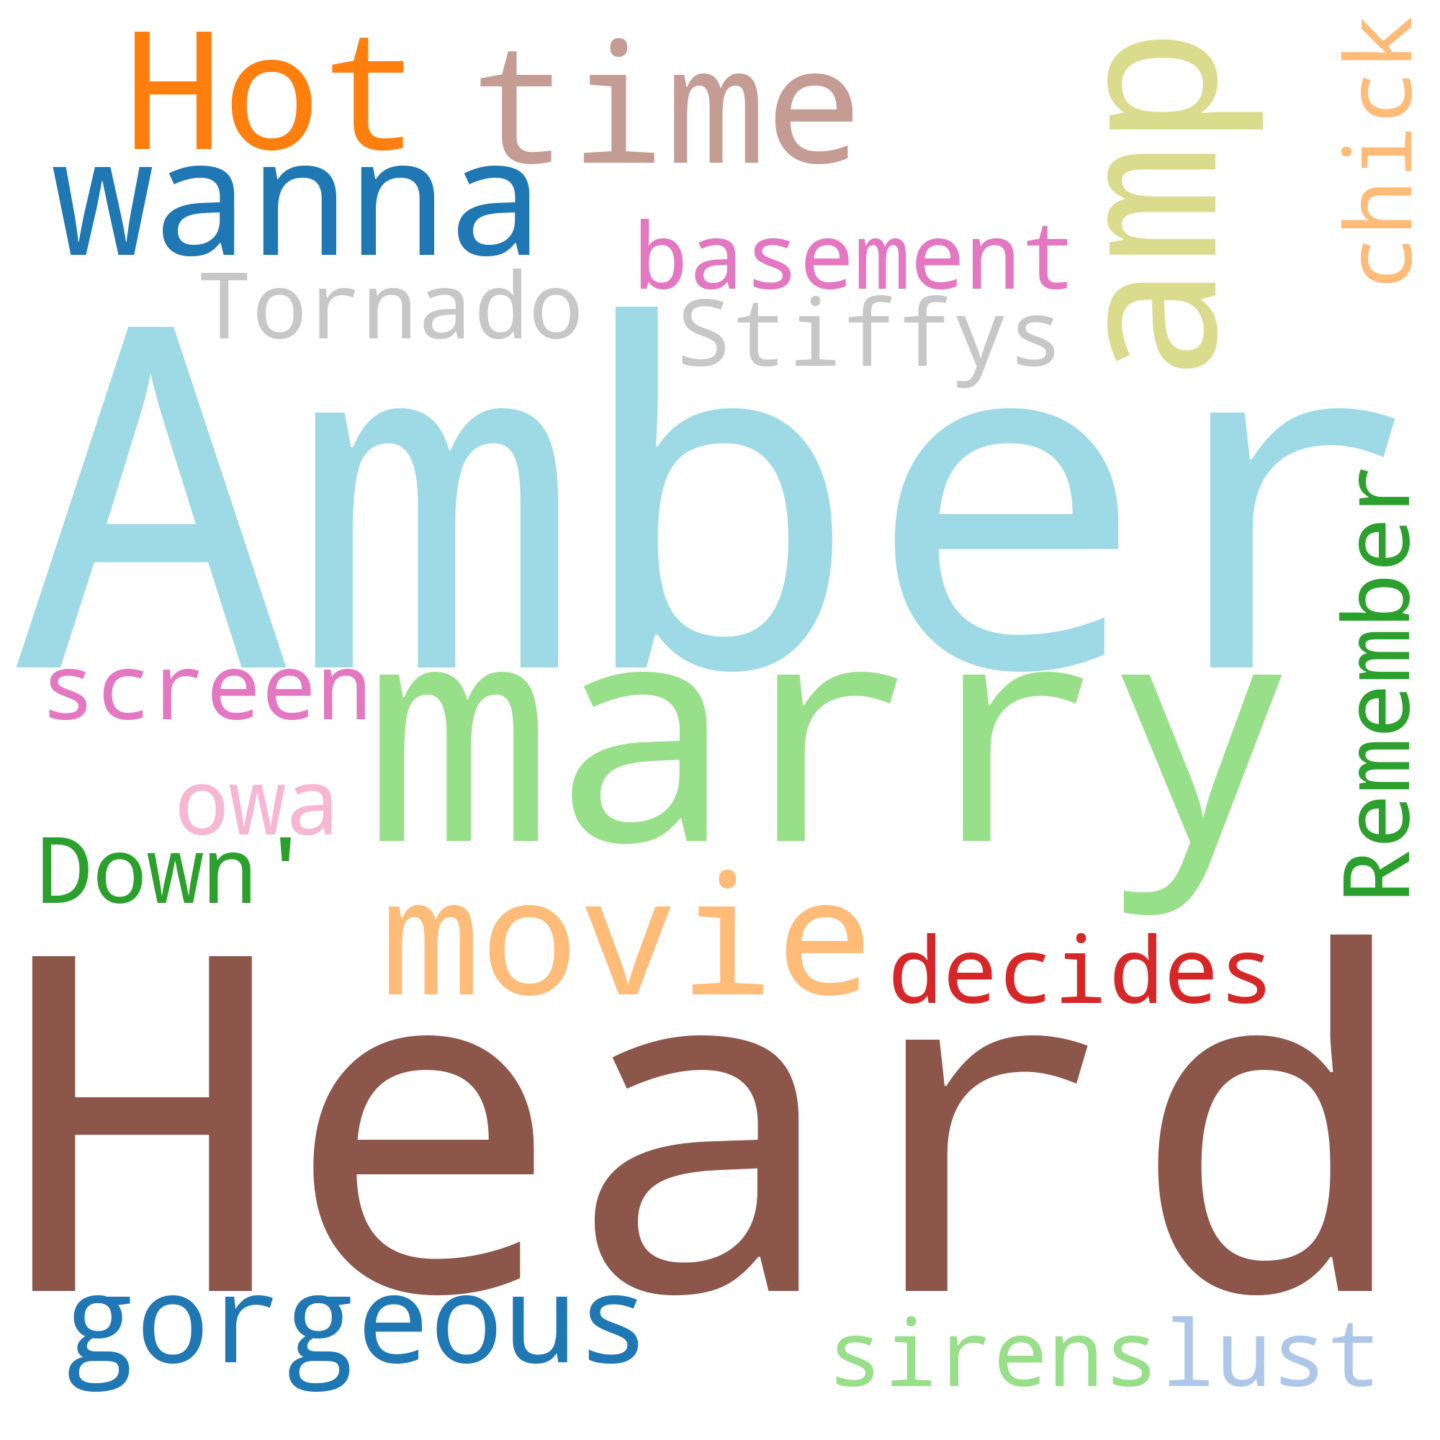 Hot time amp chick
wanna
basement
Tornado Stiffys
Amber
Remember
screen marry
owa
Down'
movie decides
Heard
gorgeous sirens lust